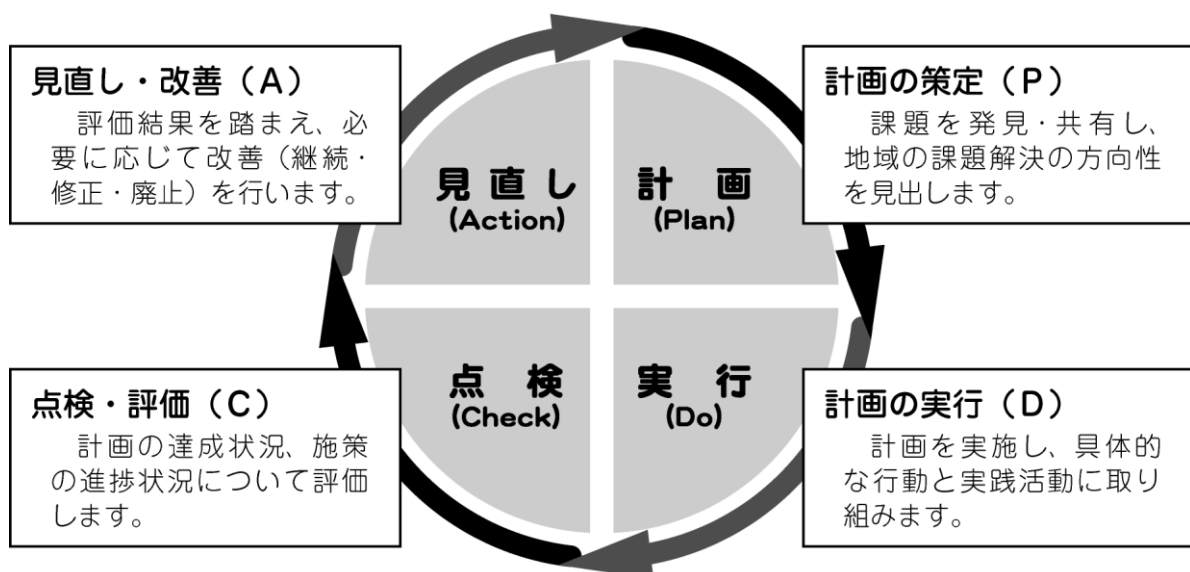 見直し・改善（A）
評価結果を踏まえ、必
要に応じて改善（継続・
修正・廃止）を行います。
計画の策定（P）
課題を発見・共有し、
地域の課題解決の方向性
を見出します。
見直し
(Action)
計画
(Plan)
点検
(Check)
実行
(Do)
点検・評価（C）
計画の達成状況、施策
の進捗状況について評価
します。
計画の実行（D）
計画を実施し、具体的
な行動と実践活動に取り
組みます。